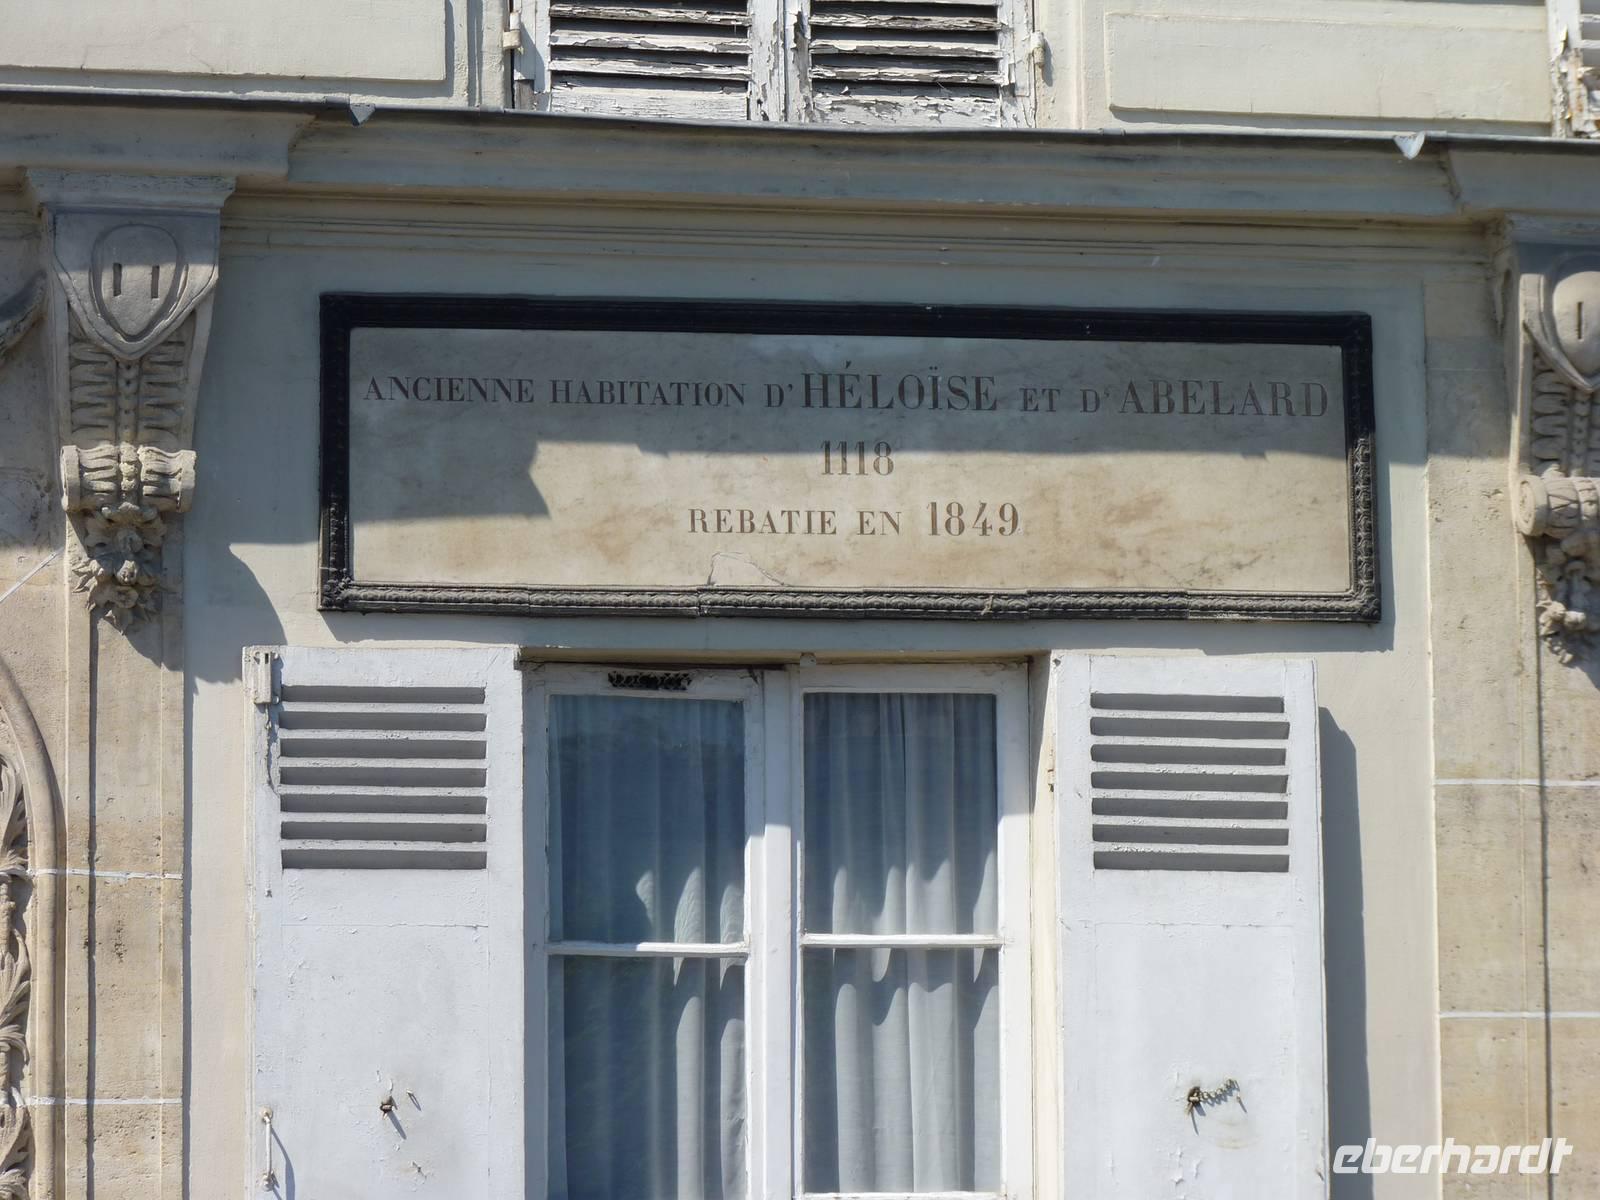 ANCIENNE HABITATION D'HÉLOÏSE ET D'ABELARD
1118
REBATIE EN 1849
eberhardt